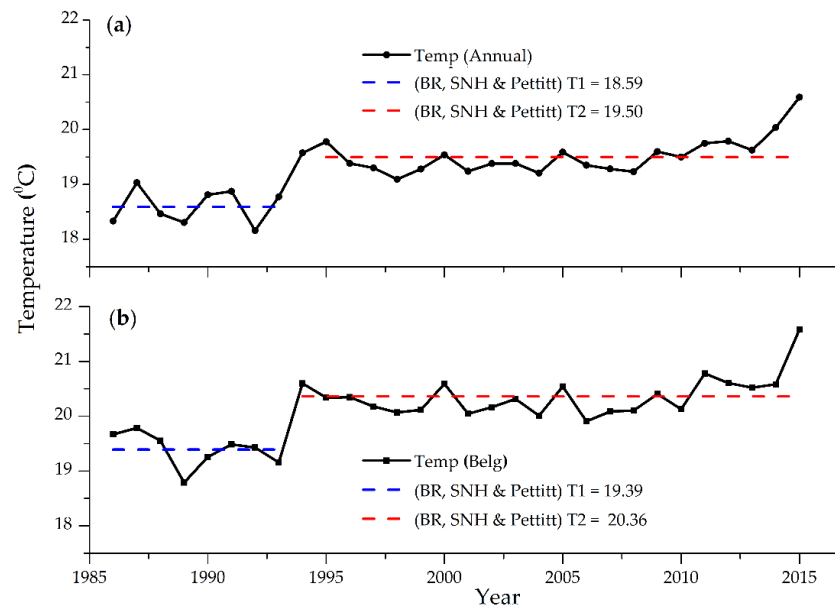 (a)
Temp (Annual)
(BR, SNH & Pettitt) T1 = 18.59
(BR, SNH & Pettitt) T2 = 19.50
22
21
20
19
18
Temperature (⁰C)
(b)
Temp (Belg)
(BR, SNH & Pettitt) T1 = 19.39
(BR, SNH & Pettitt) T2 = 20.36
22
21
20
19
18
1985 1990 1995 2000 2005 2010 2015
Year